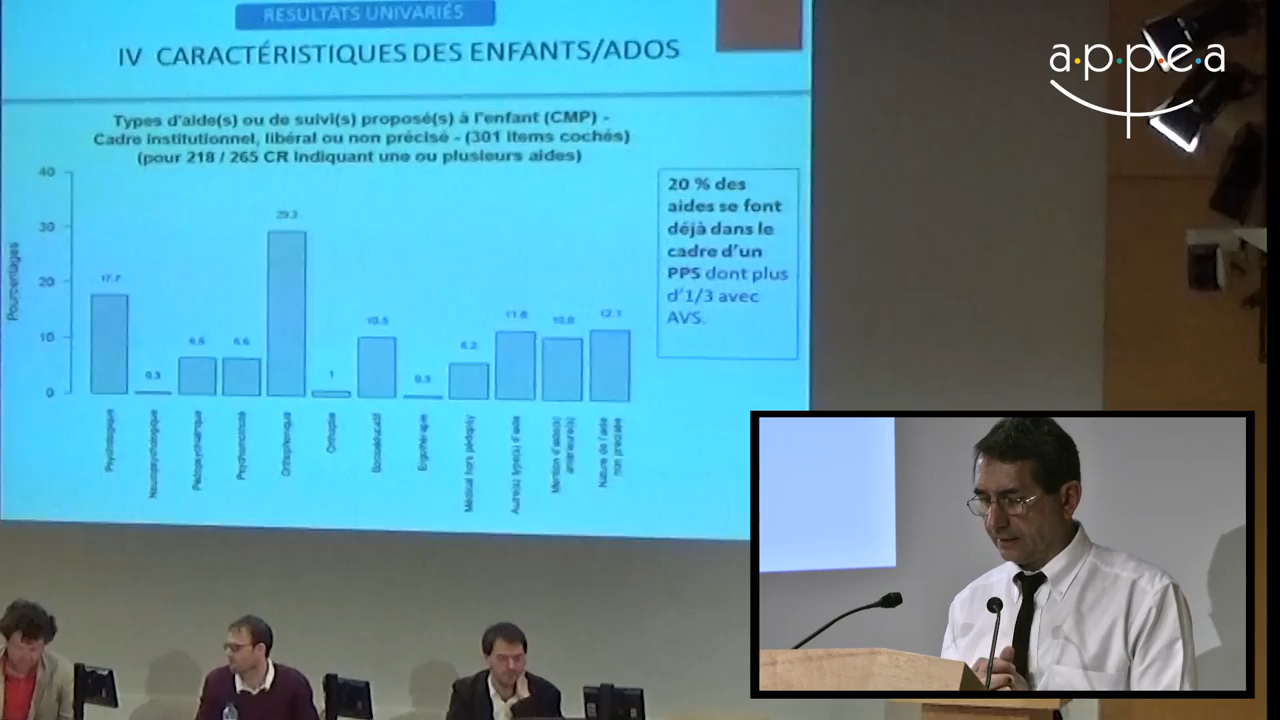 RESULTATS UNIVARIÉS
IV CARACTÉRISTIQUES DES ENFANTS/ADOS
a.p.p.e.a
Types d'aide(s) ou de suivi(s) proposé(s) à l'enfant (CMP) -
Cadre institutionnel, libéral ou non précisé - (301 items cochés)
(pour 218 / 265 CR indiquant une ou plusieurs aides)
Pourcentages
40
30
20
10
0
17.7
0.3
6.6
6.6
29.2
1
10.5
0.3
6.2
11.8
10.8
12.1
Psychologique
Neuropsychologique
Pédopsychiatrique
Psychomotricité
Orthophonique
Orthoptie
Socioéducatif
Ergothérapie
Médical hors pédopsy
Autre(s) type(s) d'aide
Mention d'aide(s)
antérieure(s)
Nature de l'aide
non précisée
20 % des
aides se font
déjà dans le
cadre d'un
PPS dont plus
d'1/3 avec
AVS.